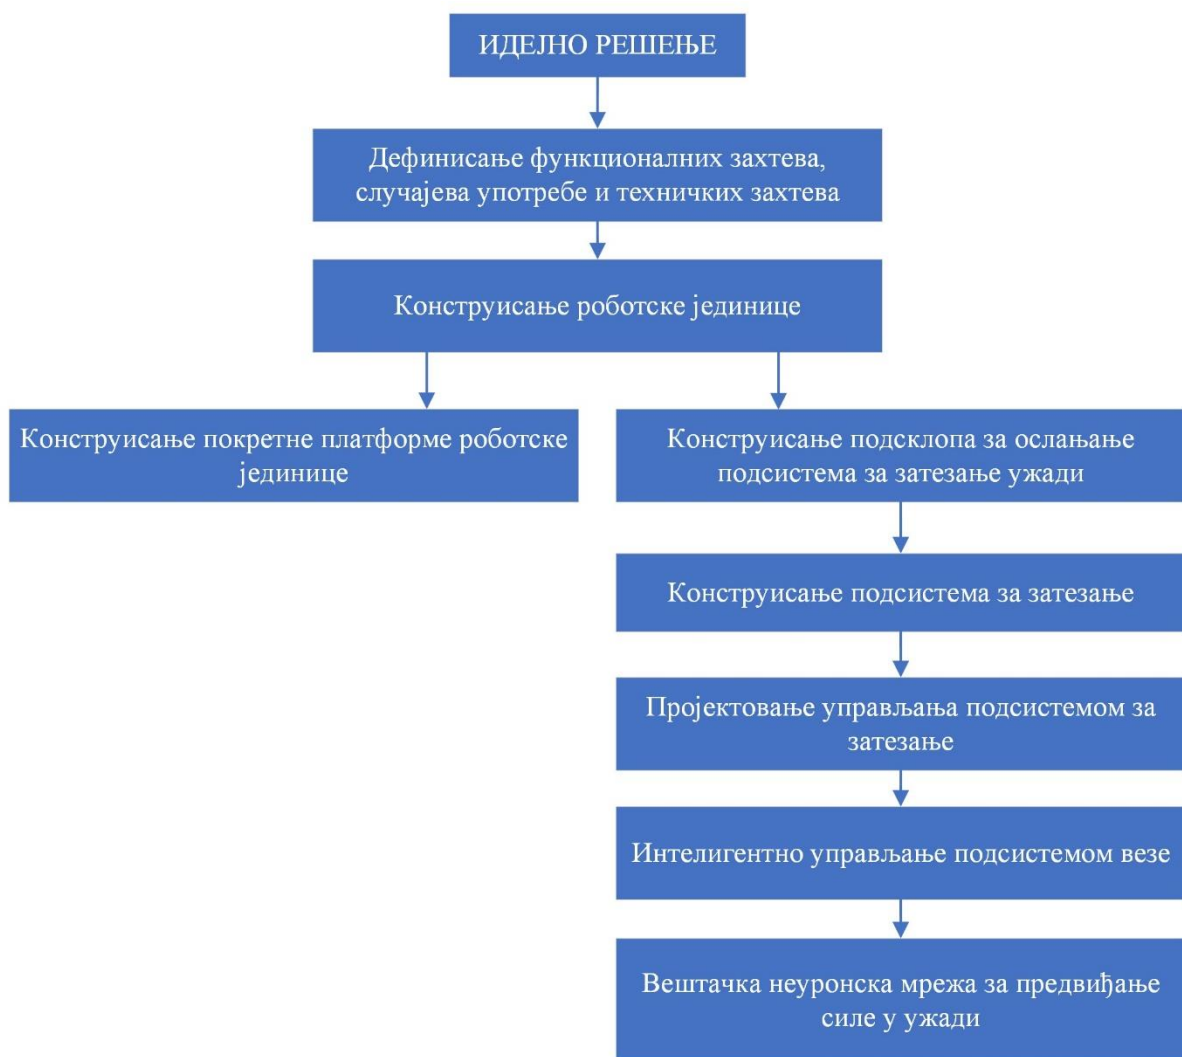 ИДЕЈНО РЕШЕЊЕ
Дефинисање функционалних захтева,
случајева употребе и техничких захтева
Конструисање роботске јединице
Конструисање покретне платформе роботске
јединице
Конструисање подсклопа за ослањање
подсистема за затезање ужади
Конструисање подсистема за затезање
Пројектовање управљања подсистемом за
затезање
Интелигентно управљање подсистемом везе
Вештачка неуронска мрежа за предвиђање
силе у ужади